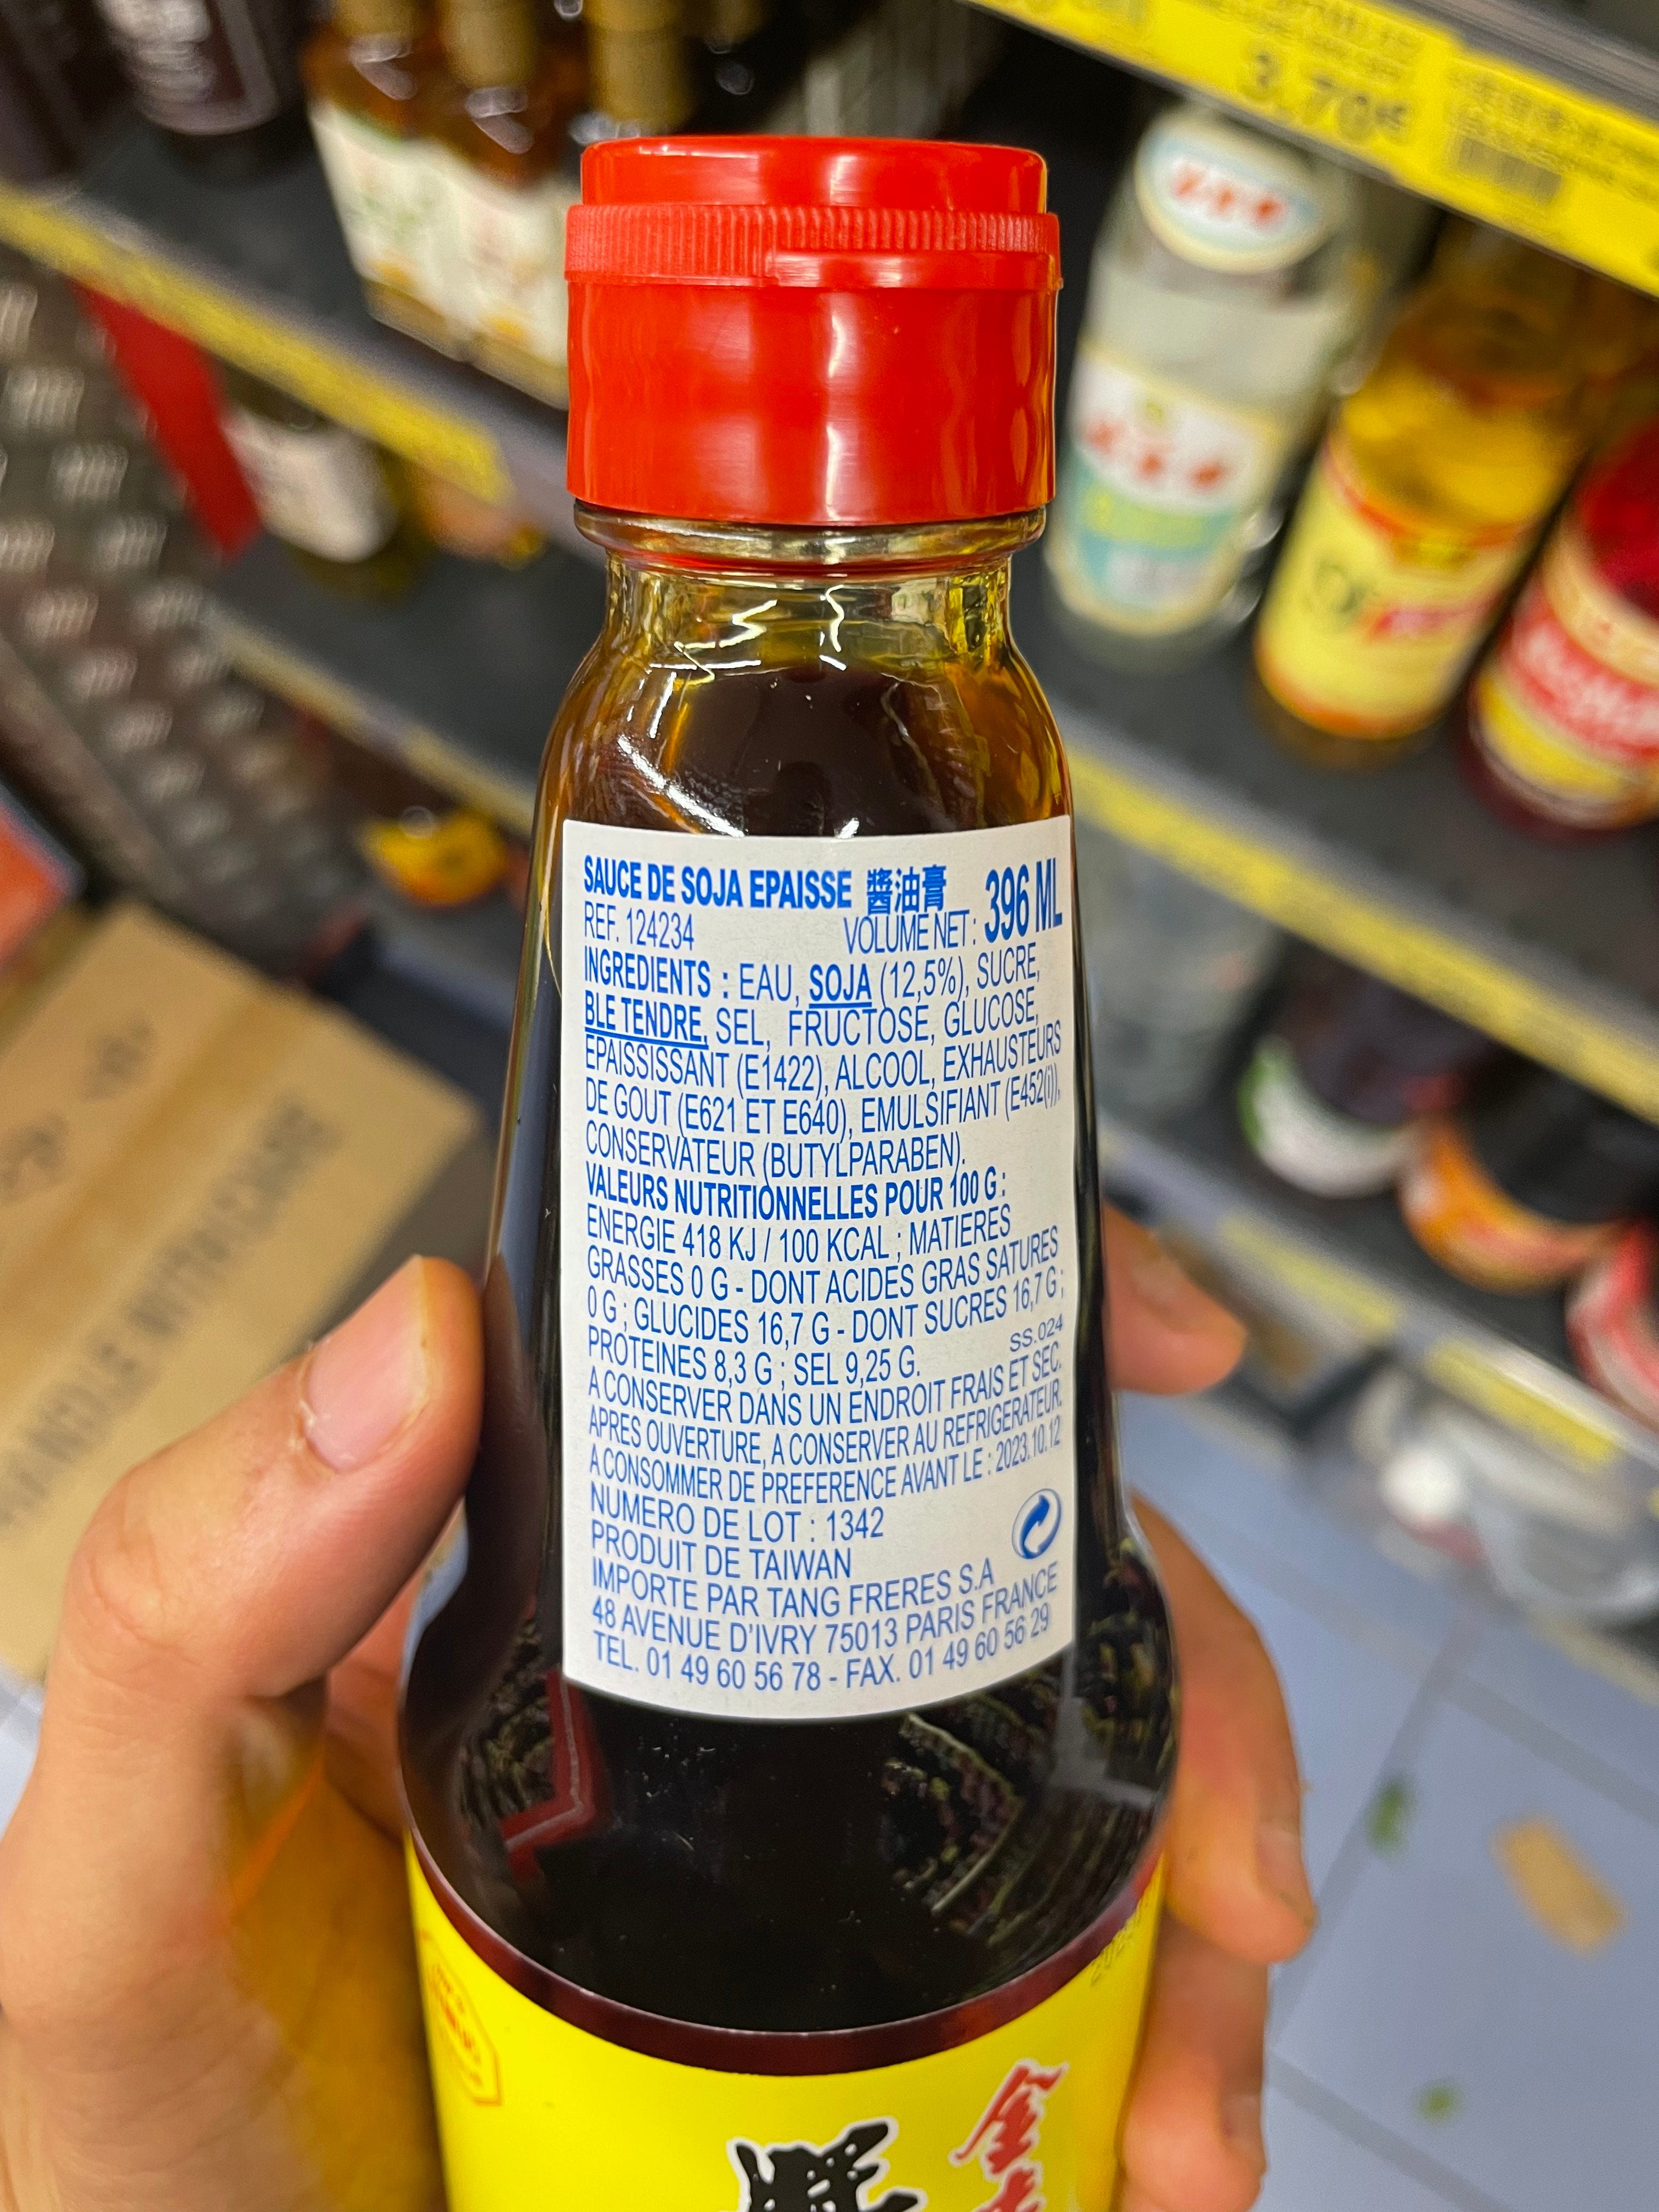 3,70€
SAUCE DE SOJA EPAISSE 醬油膏 396 ML
REF. 124234 VOLUME NET :
INGREDIENTS : EAU, SOJA (12,5%), SUCRE,
BLE TENDRE, SEL, FRUCTOSE, GLUCOSE,
EPAISSISSANT (E1422), ALCOOL, EXHAUSTEURS
DE GOUT (E621 ET E640), EMULSIFIANT (E452(i)),
CONSERVATEUR (BUTYLPARABEN).
VALEURS NUTRITIONNELLES POUR 100 G :
ENERGIE 418 KJ / 100 KCAL ; MATIERES
GRASSES 0 G - DONT ACIDES GRAS SATURES
0 G ; GLUCIDES 16,7 G - DONT SUCRES 16,7 G ;
PROTEINES 8,3 G ; SEL 9,25 G. SS.024
A CONSERVER DANS UN ENDROIT FRAIS ET SEC.
APRES OUVERTURE, A CONSERVER AU REFRIGERATEUR.
A CONSOMMER DE PREFERENCE AVANT LE : 2023.10.12
NUMERO DE LOT : 1342
PRODUIT DE TAIWAN
IMPORTE PAR TANG FRERES S.A
48 AVENUE D'IVRY 75013 PARIS FRANCE
TEL. 01 49 60 56 78 - FAX. 01 49 60 56 29
金